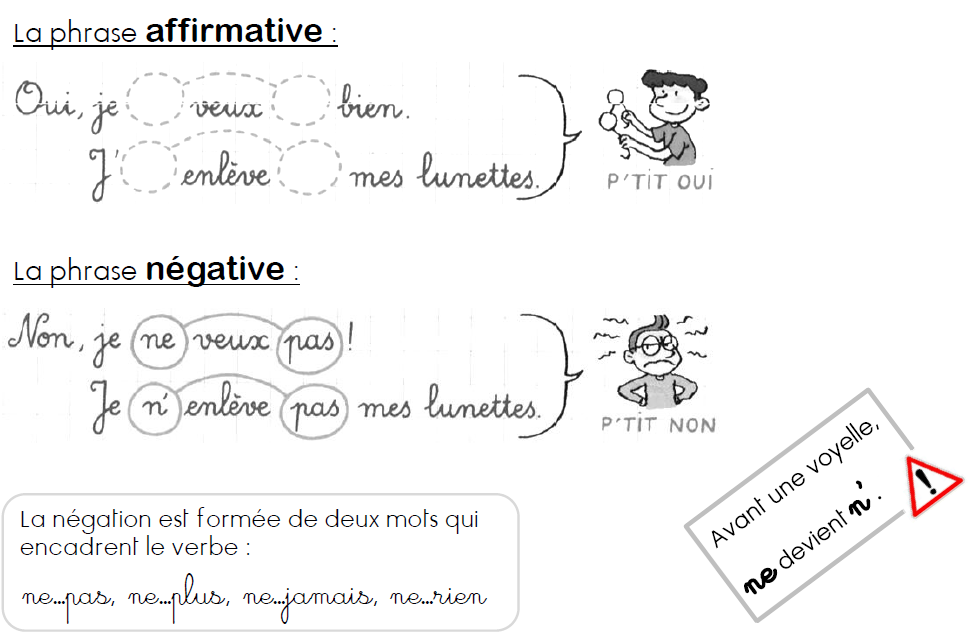 La phrase affirmative :
Oui, je veux bien.
J' enlève mes lunettes.
P'TIT OUI
La phrase négative :
Non, je ne veux pas !
Je n' enlève pas mes lunettes.
P'TIT NON
Avant une voyelle,
ne devient n'.
!
La négation est formée de deux mots qui
encadrent le verbe :
ne...pas, ne...plus, ne...jamais, ne...rien